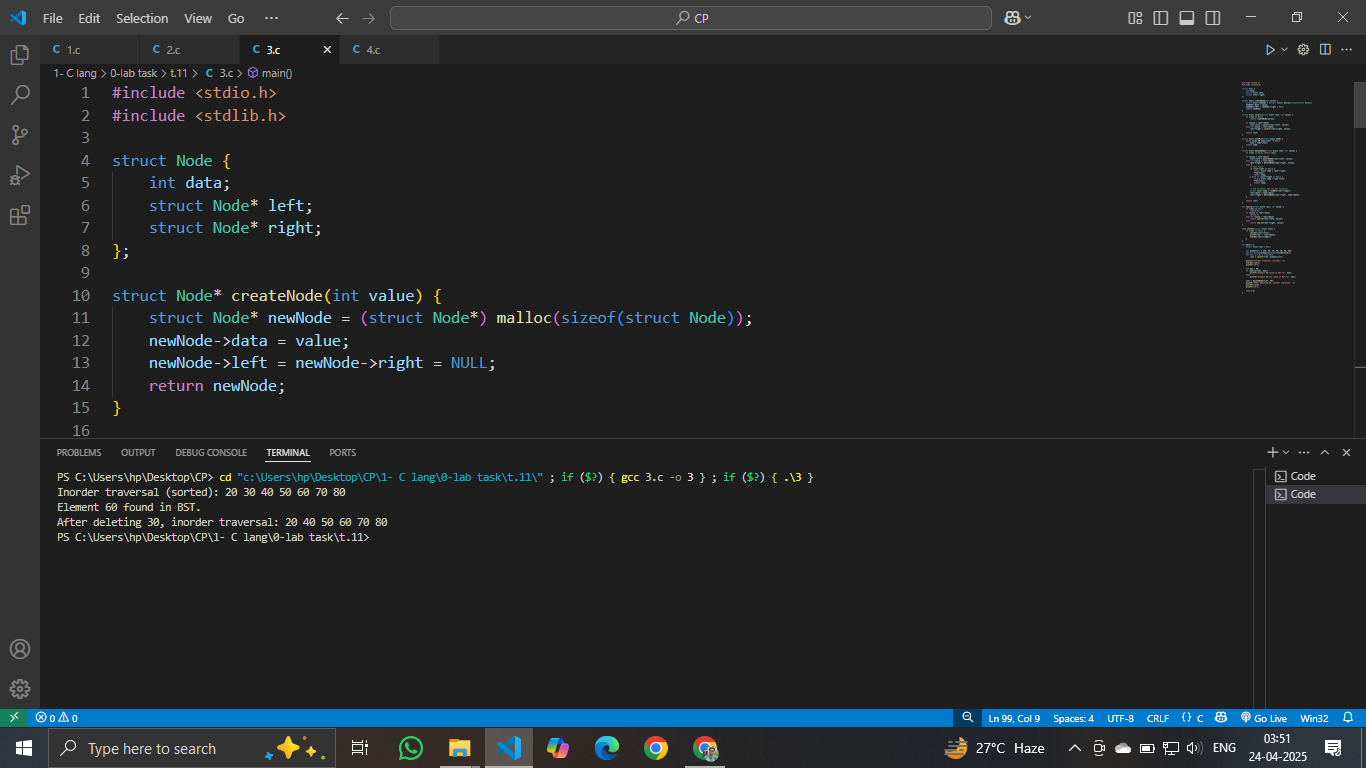 File Edit Selection View Go ··· CP
C 1.c C 2.c C 3.c C 4.c
1- C lang > 0-lab task > t.11 > C 3.c > main()
1 #include <stdio.h>
2 #include <stdlib.h>
3
4 struct Node {
5 int data;
6 struct Node* left;
7 struct Node* right;
8 };
9
10 struct Node* createNode(int value) {
11 struct Node* newNode = (struct Node*) malloc(sizeof(struct Node));
12 newNode->data = value;
13 newNode->left = newNode->right = NULL;
14 return newNode;
15 }
16
PROBLEMS OUTPUT DEBUG CONSOLE TERMINAL PORTS
PS C:\Users\hp\Desktop\CP> cd "c:\Users\hp\Desktop\CP\1- C lang\0-lab task\t.11\" ; if ($?) { gcc 3.c -o 3 } ; if ($?) { .\3 }
Inorder traversal (sorted): 20 30 40 50 60 70 80
Element 60 found in BST.
After deleting 30, inorder traversal: 20 40 50 60 70 80
PS C:\Users\hp\Desktop\CP\1- C lang\0-lab task\t.11>
Code
Code
0 0 Ln 99, Col 9 Spaces: 4 UTF-8 CRLF {} C Go Live Win32
Type here to search 27°C Haze ENG 03:51
24-04-2025